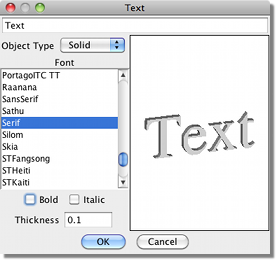 Text
Text
Object Type Solid
Font
PortagoITC TT
Raanana
SansSerif
Sathu
Serif
Silom
Skia
STFangsong
STHeiti
STKaiti
Bold Italic
Thickness 0.1
Text
OK Cancel